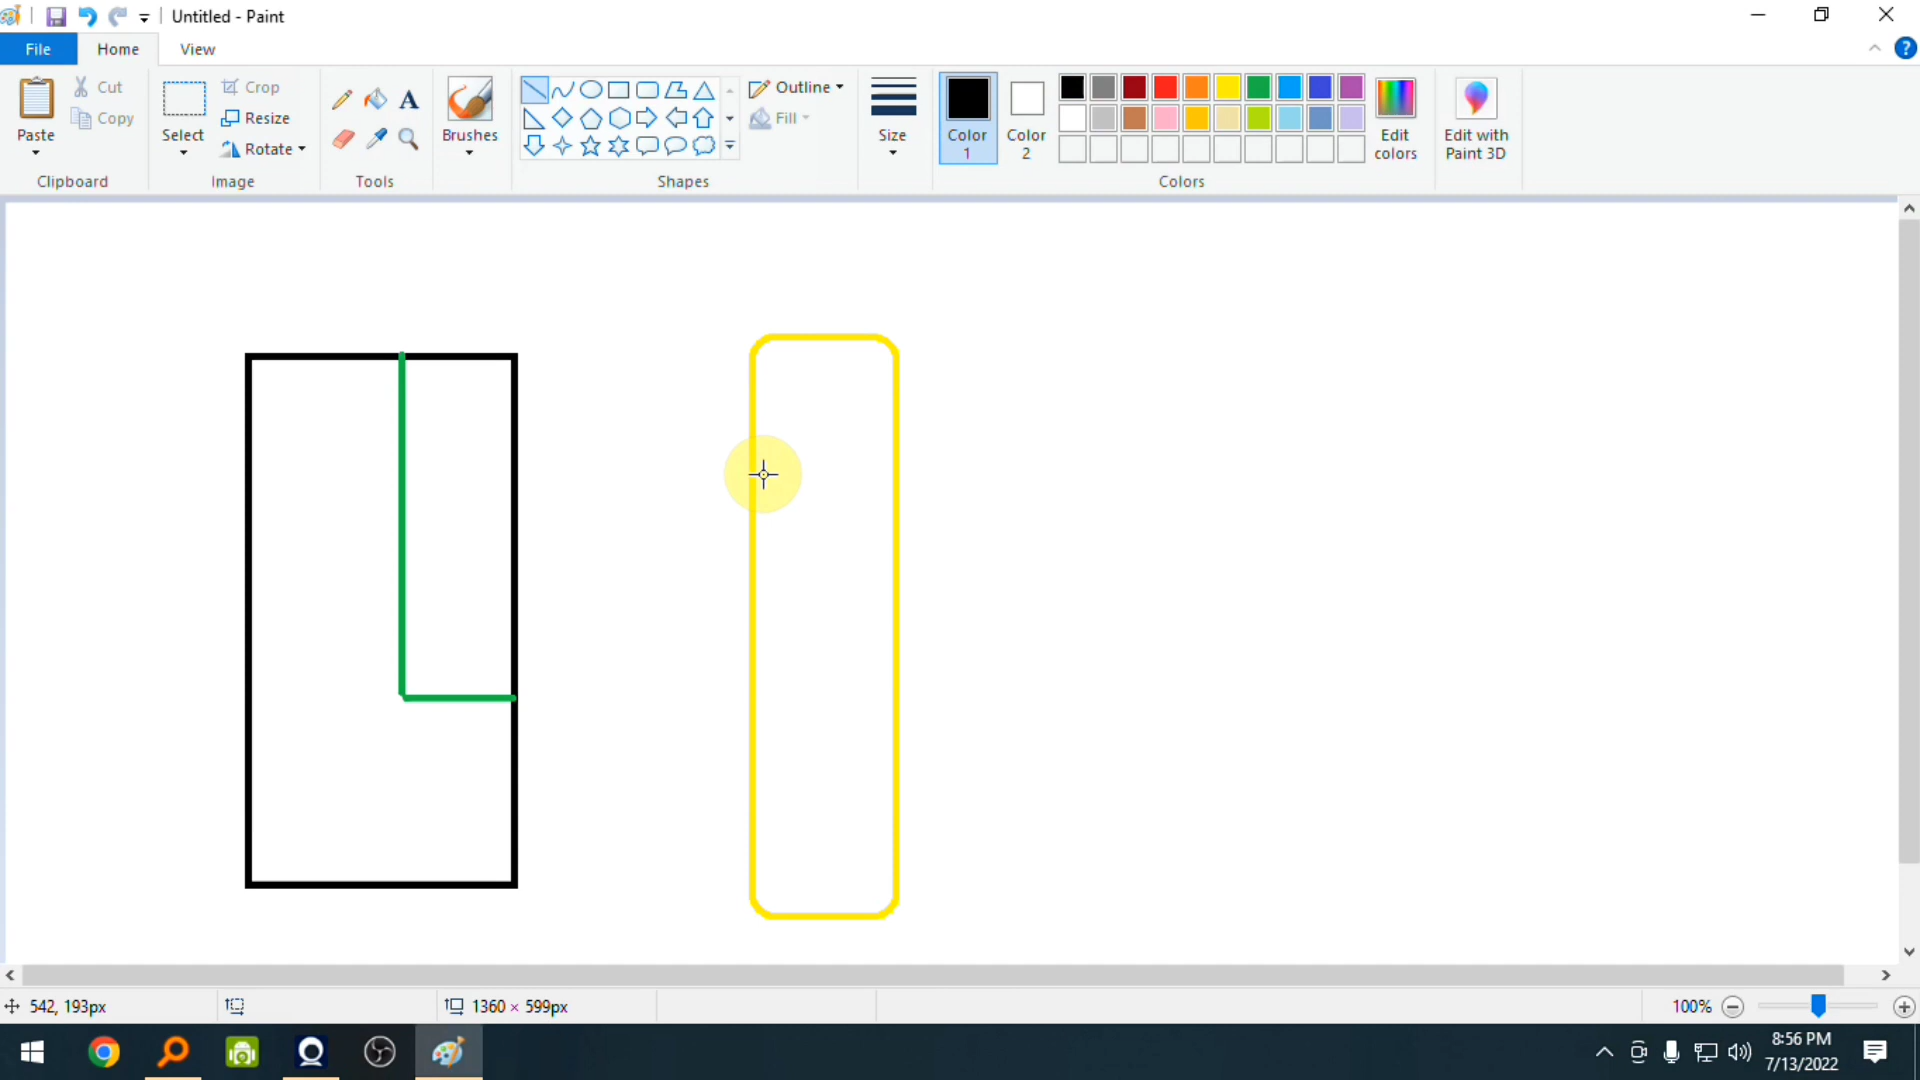 Untitled - Paint
File Home View
Paste
Cut
Copy
Clipboard
Select
Crop
Resize
Rotate
Image
Tools
Brushes
Shapes
Outline
Fill
Size
Color 1
Color 2
Edit colors
Colors
Edit with Paint 3D
542, 193px
1360 × 599px
100%
8:56 PM
7/13/2022